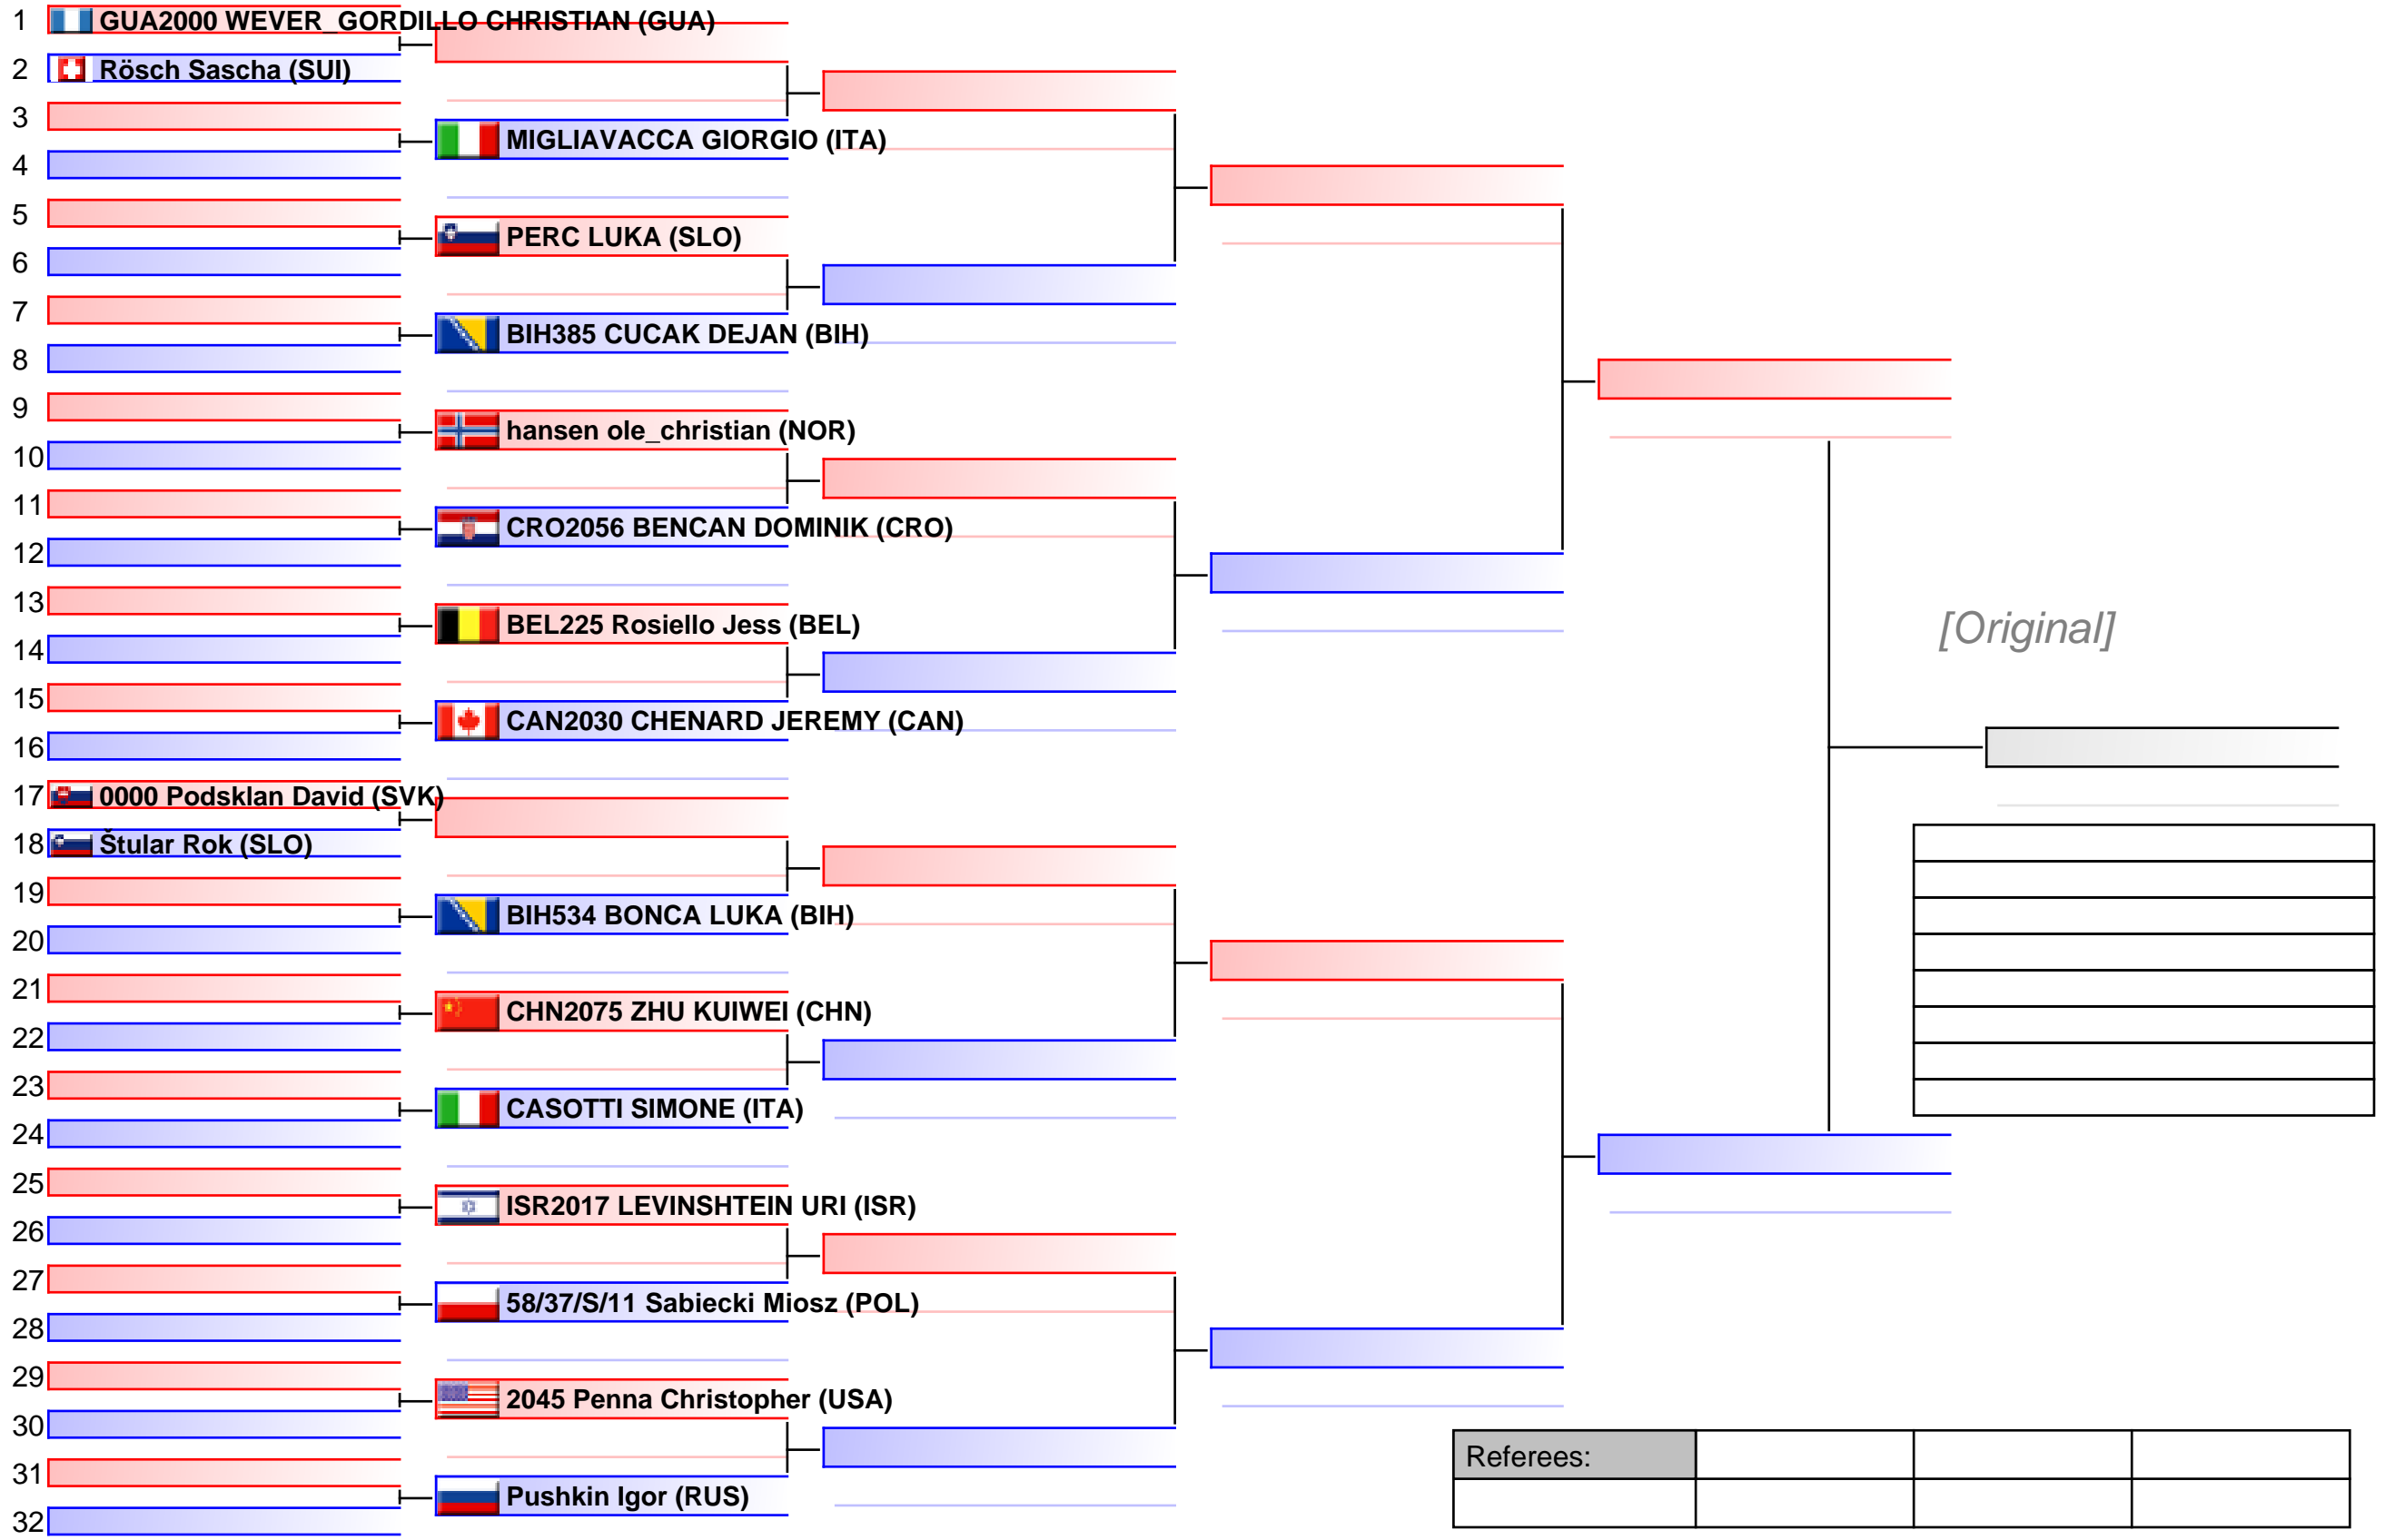 1 GUA2000 WEVER_GORDILLO CHRISTIAN (GUA)
2 Rösch Sascha (SUI)
3
MIGLIAVACCA GIORGIO (ITA)
4
5
PERC LUKA (SLO)
6
7
BIH385 CUCAK DEJAN (BIH)
8
9
hansen ole_christian (NOR)
10
11
CRO2056 BENCAN DOMINIK (CRO)
12
13
BEL225 Rosiello Jess (BEL)
[Original]
14
15
CAN2030 CHENARD JEREMY (CAN)
16
17 0000 Podsklan David (SVK)
18 Štular Rok (SLO)
19
BIH534 BONCA LUKA (BIH)
20
21
CHN2075 ZHU KUIWEI (CHN)
22
23
CASOTTI SIMONE (ITA)
24
25
ISR2017 LEVINSHTEIN URI (ISR)
26
27
58/37/S/11 Sabiecki Miosz (POL)
28
29
2045 Penna Christopher (USA)
30
Referees:
31
Pushkin Igor (RUS)
32